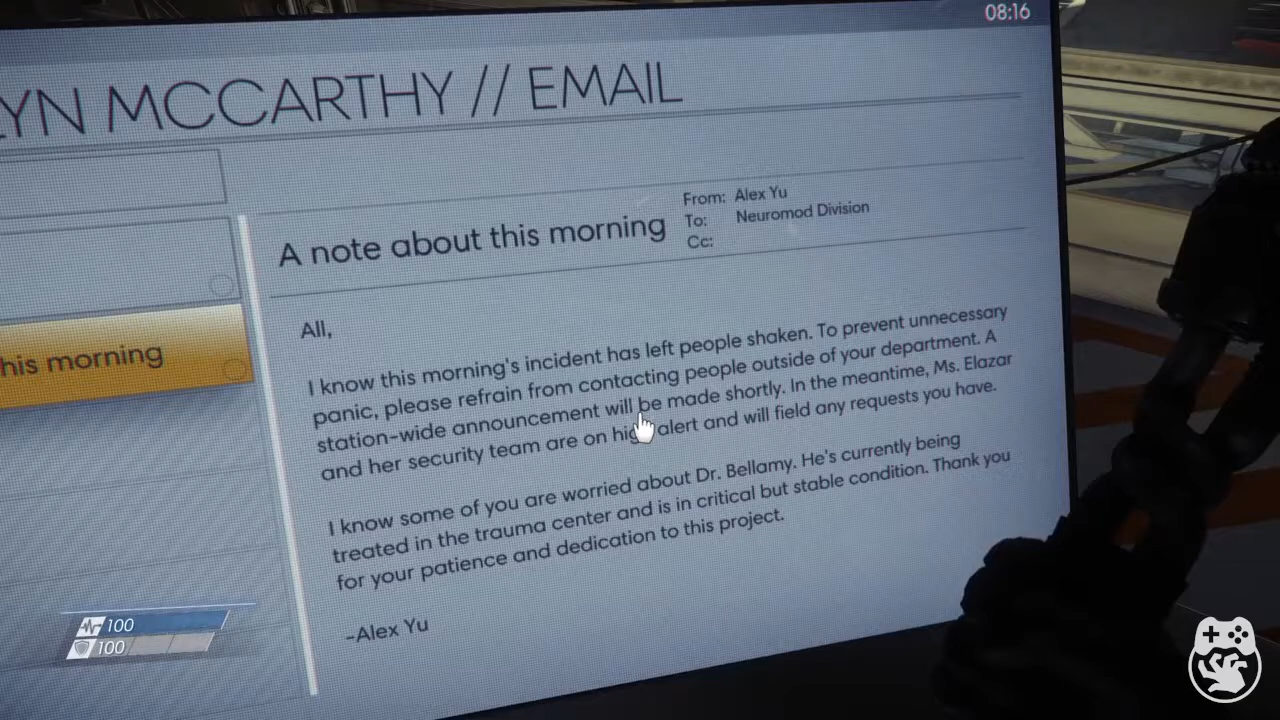 08:16
LYN MCCARTHY // EMAIL
A note about this morning
From: Alex Yu
To: Neuromod Division
Cc:
his morning
All,
I know this morning's incident has left people shaken. To prevent unnecessary
panic, please refrain from contacting people outside of your department. A
station-wide announcement will be made shortly. In the meantime, Ms. Elazar
and her security team are on high alert and will field any requests you have.
I know some of you are worried about Dr. Bellamy. He's currently being
treated in the trauma center and is in critical but stable condition. Thank you
for your patience and dedication to this project.
-Alex Yu
100
100